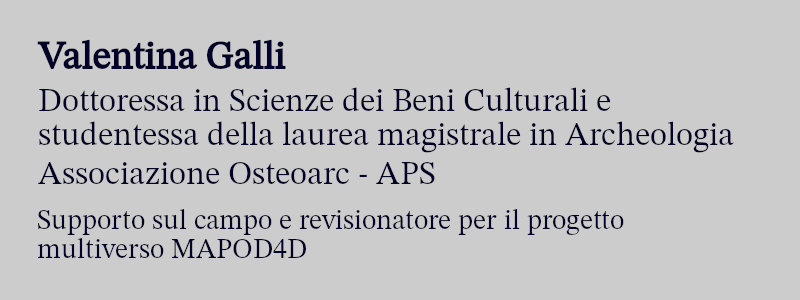 Valentina Galli
Dottoressa in Scienze dei Beni Culturali e
studentessa della laurea magistrale in Archeologia
Associazione Osteoarc - APS
Supporto sul campo e revisionatore per il progetto
multiverso MAPOD4D